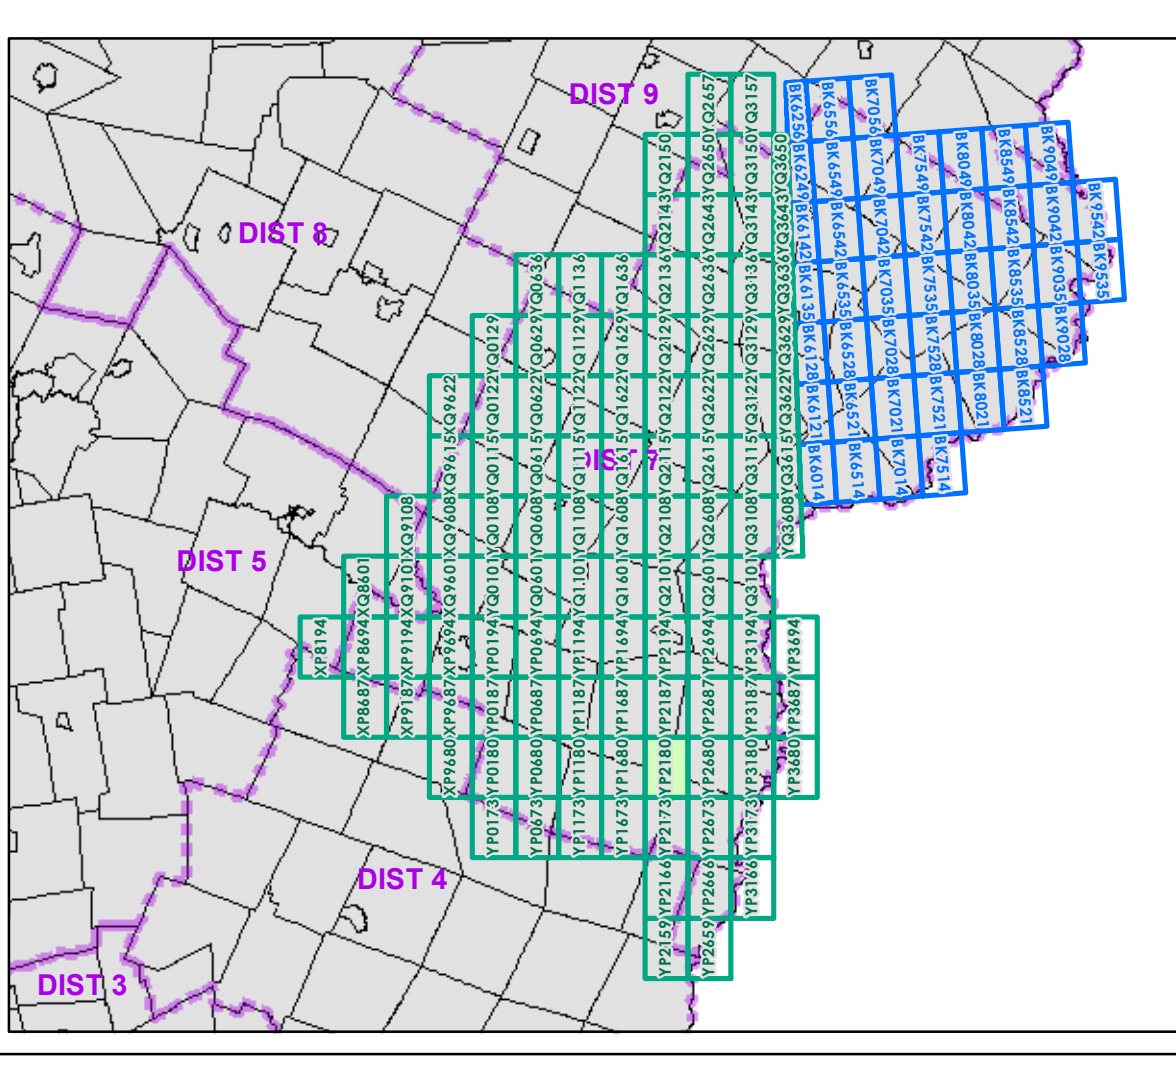 DIST 9
DIST 8
DIST 7
DIST 5
DIST 4
DIST 3
YQ2657 YQ3157
YQ2150 YQ2650 YQ3150 YQ3650
YQ2143 YQ2643 YQ3143 YQ3643
YQ0636 YQ1136 YQ1636 YQ2136 YQ2636 YQ3136 YQ3636
YQ0129 YQ0629 YQ1129 YQ1629 YQ2129 YQ2629 YQ3129 YQ3629
XQ9622 YQ0122 YQ0622 YQ1122 YQ1622 YQ2122 YQ2622 YQ3122 YQ3622
XQ9615 YQ0115 YQ0615 YQ1115 YQ1615 YQ2115 YQ2615 YQ3115 YQ3615
XQ9108 XQ9608 YQ0108 YQ0608 YQ1108 YQ1608 YQ2108 YQ2608 YQ3108 YQ3608
XQ8601 XQ9101 XQ9601 YQ0101 YQ0601 YQ1101 YQ1601 YQ2101 YQ2601 YQ3101
XP8194 XP8694 XP9194 XP9694 YP0194 YP0694 YP1194 YP1694 YP2194 YP2694 YP3194 YP3694
XP8687 XP9187 XP9687 YP0187 YP0687 YP1187 YP1687 YP2187 YP2687 YP3187 YP3687
XP9680 YP0180 YP0680 YP1180 YP1680 YP2180 YP2680 YP3180 YP3680
YP0173 YP0673 YP1173 YP1673 YP2173 YP2673 YP3173
YP2166 YP2666 YP3166
YP2159 YP2659
BK6256 BK6556 BK7056
BK6249 BK6549 BK7049 BK7549 BK8049 BK8549 BK9049
BK6142 BK6542 BK7042 BK7542 BK8042 BK8542 BK9042 BK9542
BK6135 BK6535 BK7035 BK7535 BK8035 BK8535 BK9035 BK9535
BK6128 BK6528 BK7028 BK7528 BK8028 BK8528 BK9028
BK6121 BK6521 BK7021 BK7521 BK8021 BK8521
BK6014 BK6514 BK7014 BK7514